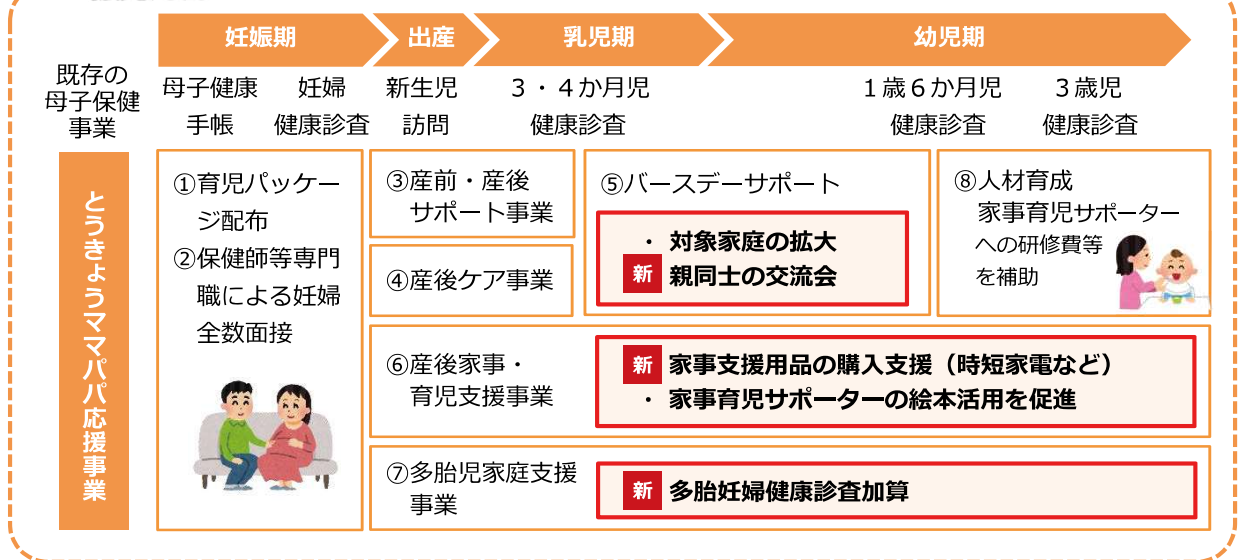 妊娠期
出産
乳児期
幼児期
既存の
母子保健
事業
母子健康
手帳
妊婦
健康診査
新生児
訪問
３・４か月児
健康診査
１歳６か月児
健康診査
３歳児
健康診査
とうきょうママパパ応援事業
①育児パッケー
ジ配布
②保健師等専門
職による妊婦
全数面接
③産前・産後
サポート事業
④産後ケア事業
⑤バースデーサポート
・ 対象家庭の拡大
新 親同士の交流会
⑧人材育成
家事育児サポーター
への研修費等
を補助
⑥産後家事・
育児支援事業
新 家事支援用品の購入支援（時短家電など）
・ 家事育児サポーターの絵本活用を促進
⑦多胎児家庭支援
事業
新 多胎妊婦健康診査加算